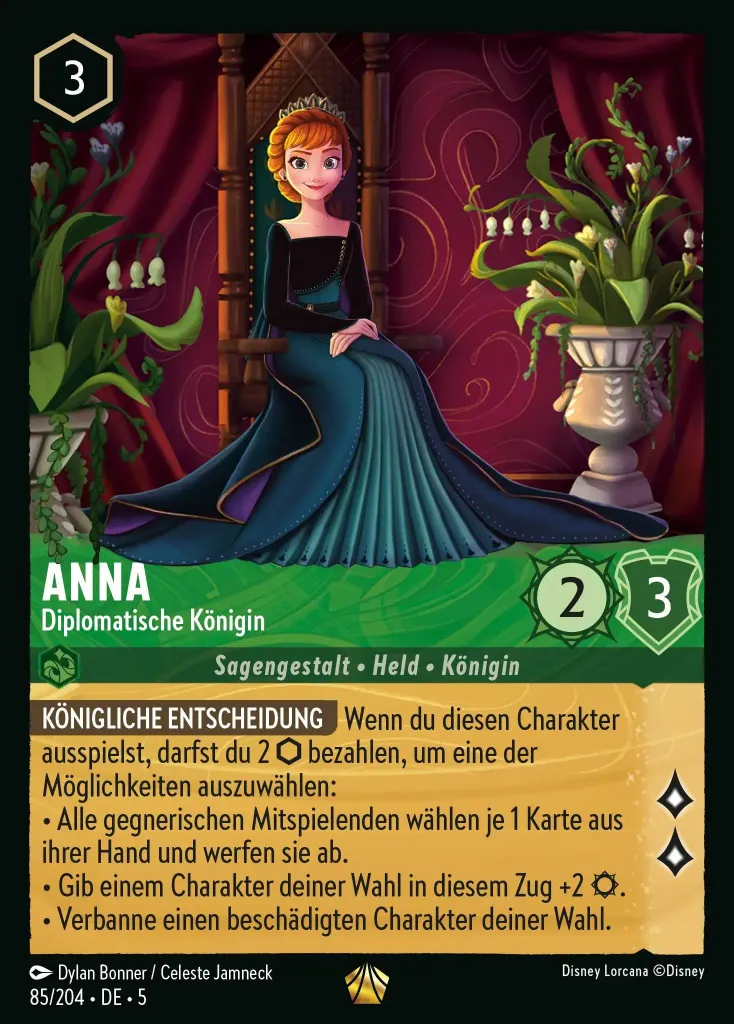 3
ANNA
Diplomatische Königin
2
3
Sagengestalt • Held • Königin
KÖNIGLICHE ENTSCHEIDUNG Wenn du diesen Charakter
ausspielst, darfst du 2 ⬡ bezahlen, um eine der
Möglichkeiten auszuwählen:
• Alle gegnerischen Mitspielenden wählen je 1 Karte aus
ihrer Hand und werfen sie ab.
• Gib einem Charakter deiner Wahl in diesem Zug +2 ¤.
• Verbanne einen beschädigten Charakter deiner Wahl.
Dylan Bonner / Celeste Jamneck
Disney Lorcana ©Disney
85/204 • DE • 5